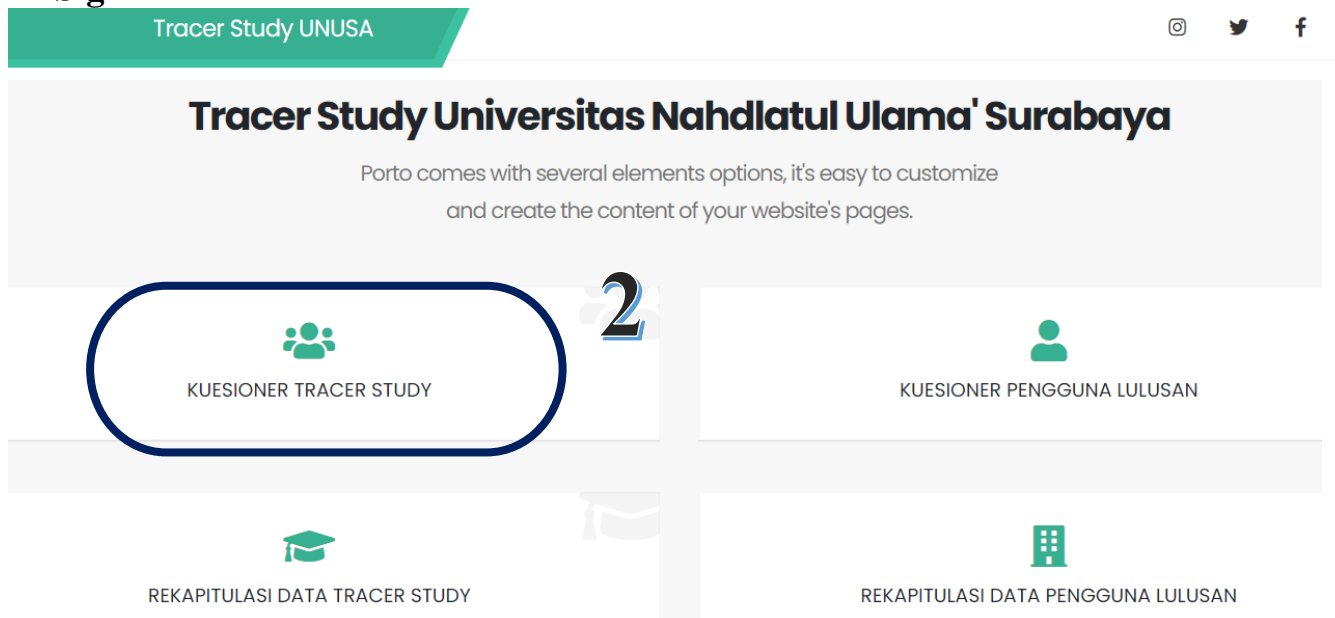 Tracer Study UNUSA
Tracer Study Universitas Nahdlatul Ulama' Surabaya
Porto comes with several elements options, it's easy to customize
and create the content of your website's pages.
2
KUESIONER TRACER STUDY
KUESIONER PENGGUNA LULUSAN
REKAPITULASI DATA TRACER STUDY
REKAPITULASI DATA PENGGUNA LULUSAN